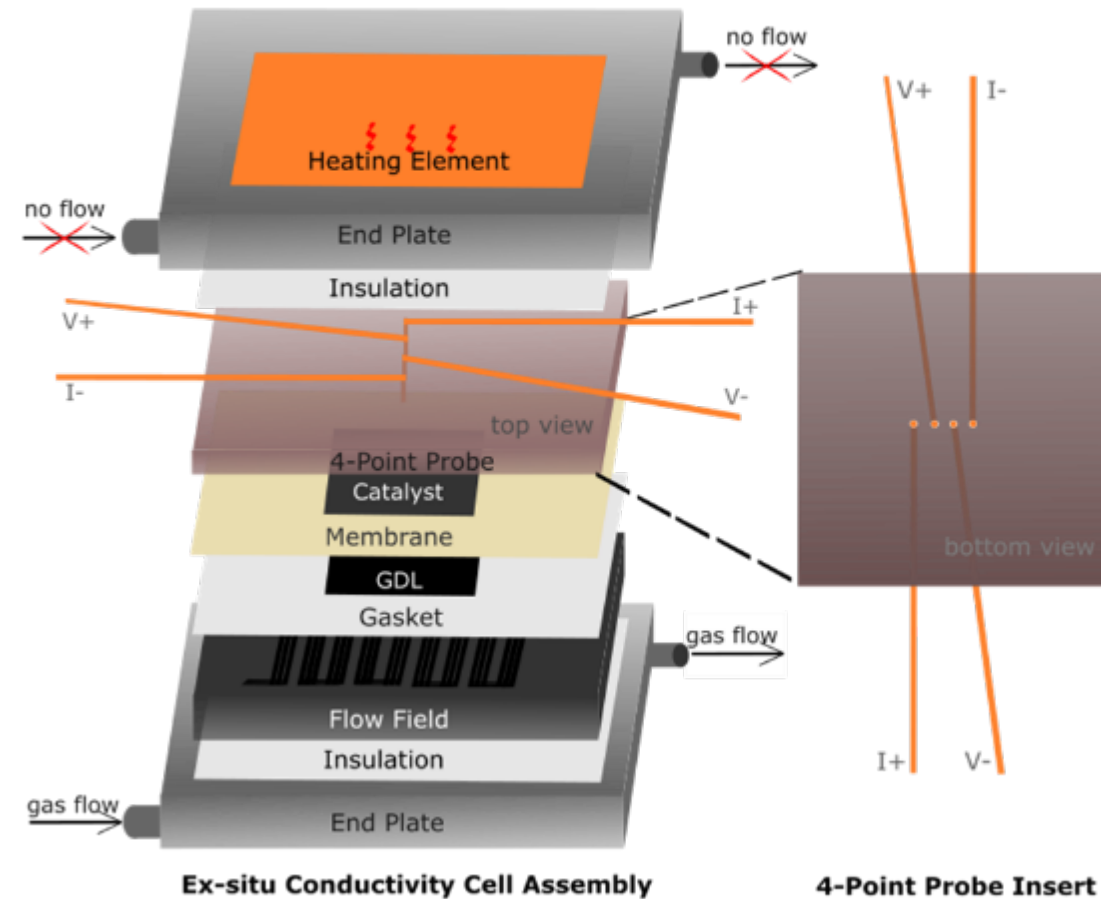 no flow
Heating Element
no flow
End Plate
Insulation
V+
I+
I-
V-
top view
4-Point Probe
Catalyst
Membrane
GDL
Gasket
gas flow
Flow Field
Insulation
gas flow
End Plate
Ex-situ Conductivity Cell Assembly
V+
I-
bottom view
I+
V-
4-Point Probe Insert